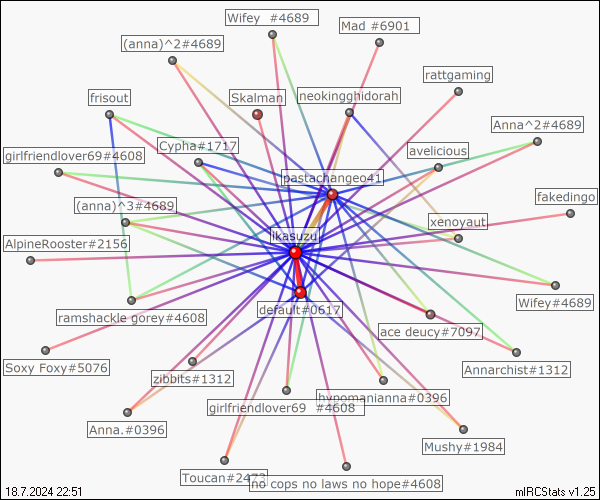 Wifey  #4689
Mad #6901
(anna)^2#4689
rattgaming
frisout
Skalman
neokingghidorah
Anna^2#4689
Cypha#1717
avelicious
girlfriendlover69#4608
pastachangeo41
fakedingo
(anna)^3#4689
xenoyaut
ikasuzu
AlpineRooster#2156
Wifey#4689
default#0617
ramshackle gorey#4608
ace deucy#7097
Soxy Foxy#5076
Annarchist#1312
zibbits#1312
hypomanianna#0396
girlfriendlover69  #4608
Anna.#0396
Mushy#1984
Toucan#2473
no cops no laws no hope#4608
18.7.2024 22:51
mIRCStats v1.25